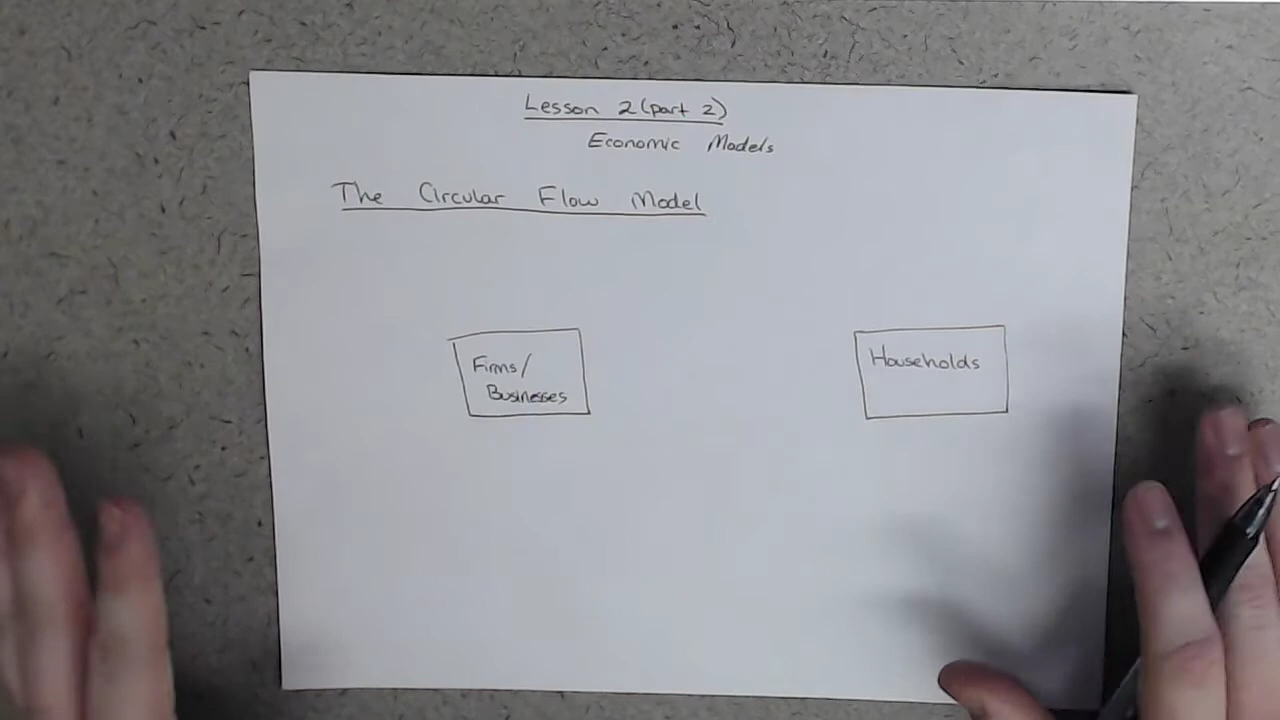 Lesson 2 (part 2)
Economic Models
The Circular Flow Model
Firms/
Businesses
Households